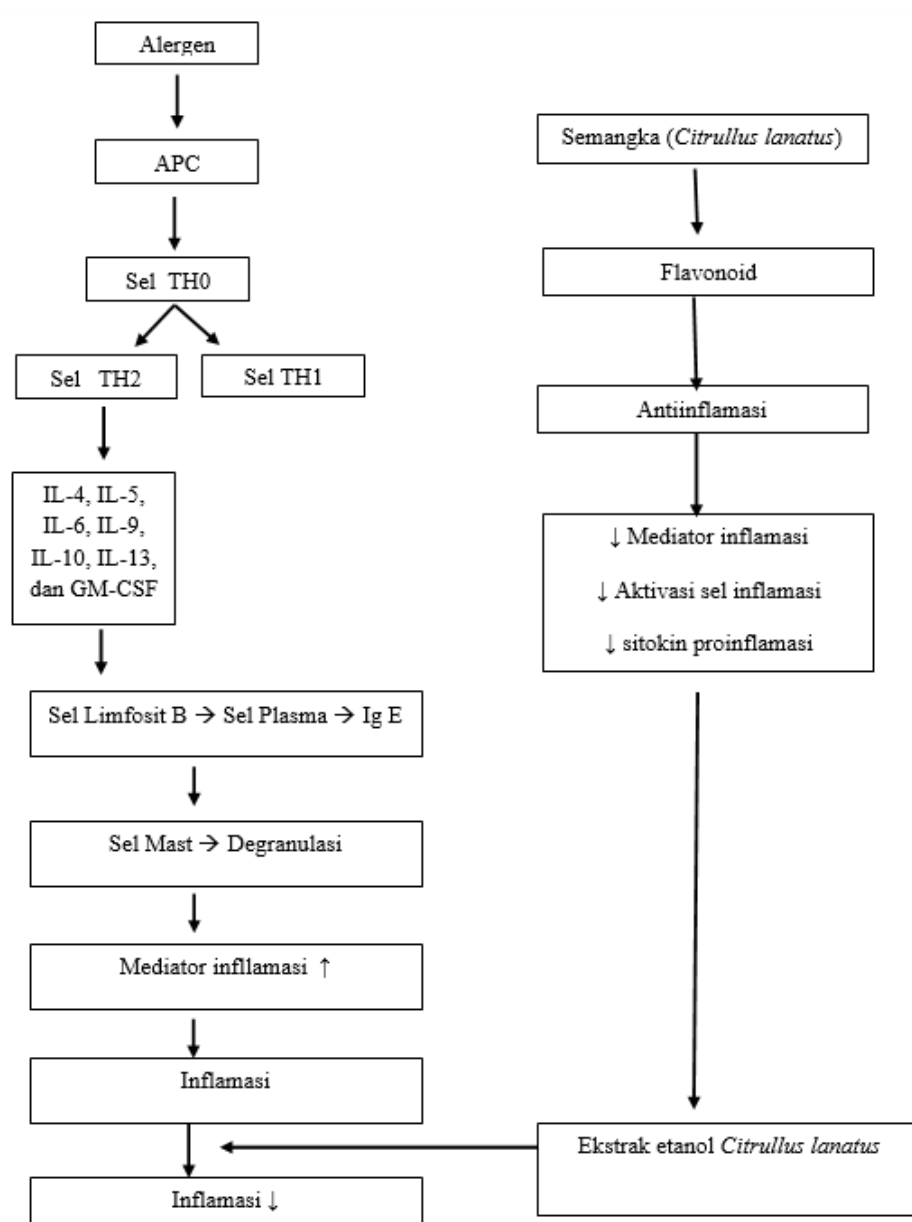 Alergen
APC
Sel TH0
Sel TH2
Sel TH1
IL-4, IL-5,
IL-6, IL-9,
IL-10, IL-13,
dan GM-CSF
Sel Limfosit B → Sel Plasma → Ig E
Sel Mast → Degranulasi
Mediator infllamasi ↑
Inflamasi
Inflamasi ↓
Semangka (Citrullus lanatus)
Flavonoid
Antiinflamasi
↓ Mediator inflamasi
↓ Aktivasi sel inflamasi
↓ sitokin proinflamasi
Ekstrak etanol Citrullus lanatus